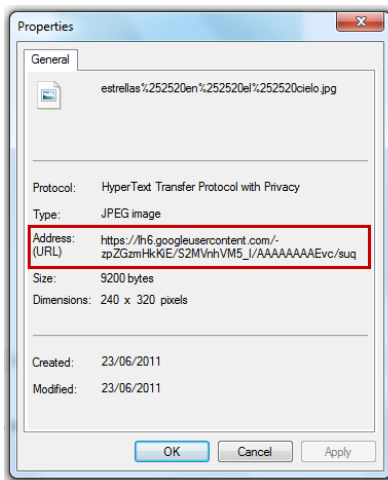 Properties
General
estrellas%252520en%252520el%252520cielo.jpg
Protocol: HyperText Transfer Protocol with Privacy
Type: JPEG image
Address: https://lh6.googleusercontent.com/-
(URL) zpZGzmHkKiE/S2MVnhVM5_I/AAAAAAAAEvc/suq
Size: 9200 bytes
Dimensions: 240 x 320 pixels
Created: 23/06/2011
Modified: 23/06/2011
OK Cancel Apply